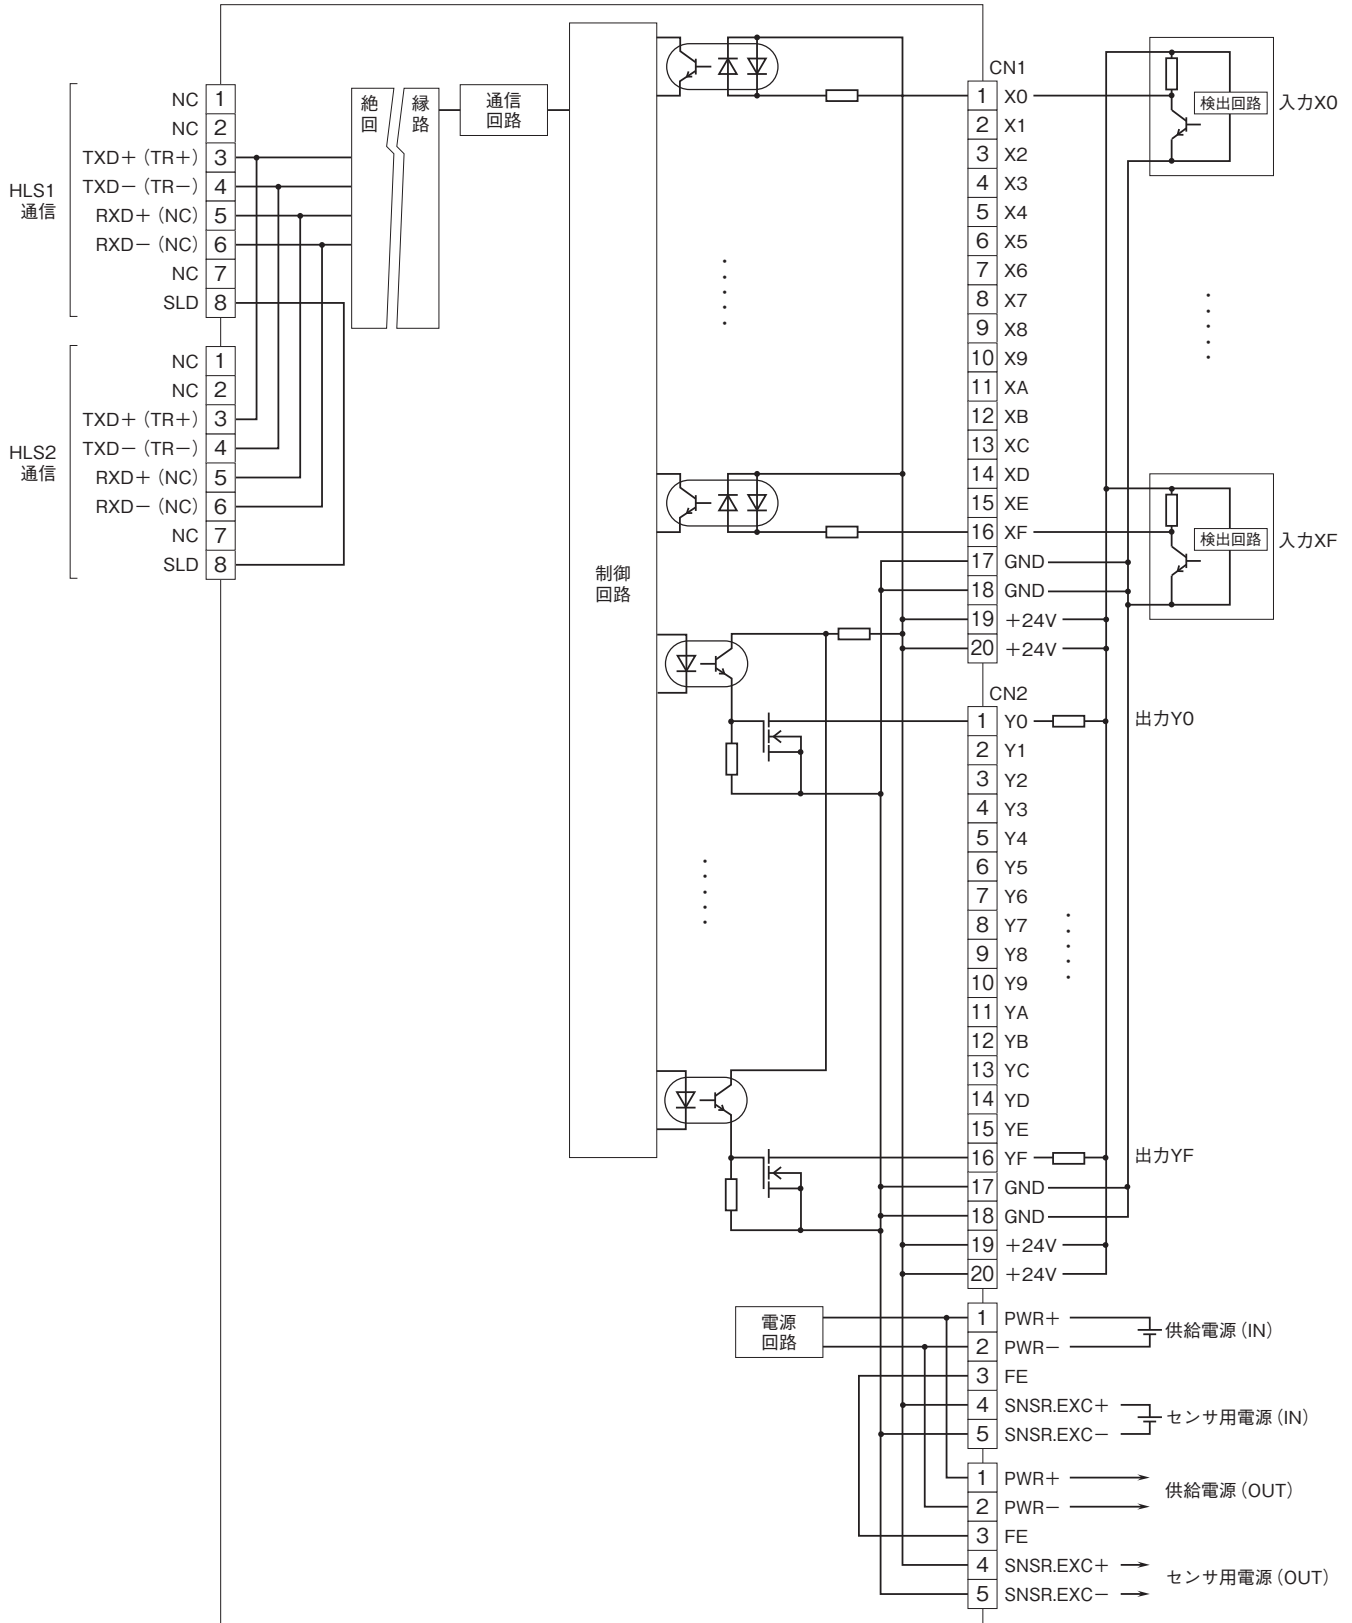 HLS1
通信
NC 1
NC 2
TXD+（TR+） 3
TXD−（TR−） 4
RXD+（NC） 5
RXD−（NC） 6
NC 7
SLD 8
HLS2
通信
NC 1
NC 2
TXD+（TR+） 3
TXD−（TR−） 4
RXD+（NC） 5
RXD−（NC） 6
NC 7
SLD 8
絶縁
回路
通信
回路
制御
回路
CN1
1 X0
2 X1
3 X2
4 X3
5 X4
6 X5
7 X6
8 X7
9 X8
10 X9
11 XA
12 XB
13 XC
14 XD
15 XE
16 XF
17 GND
18 GND
19 +24V
20 +24V
検出回路
入力X0
検出回路
入力XF
CN2
1 Y0
2 Y1
3 Y2
4 Y3
5 Y4
6 Y5
7 Y6
8 Y7
9 Y8
10 Y9
11 YA
12 YB
13 YC
14 YD
15 YE
16 YF
17 GND
18 GND
19 +24V
20 +24V
出力Y0
出力YF
電源
回路
1 PWR+
2 PWR−
3 FE
4 SNSR.EXC+
5 SNSR.EXC−
供給電源（IN）
センサ用電源（IN）
1 PWR+
2 PWR−
3 FE
4 SNSR.EXC+
5 SNSR.EXC−
供給電源（OUT）
センサ用電源（OUT）